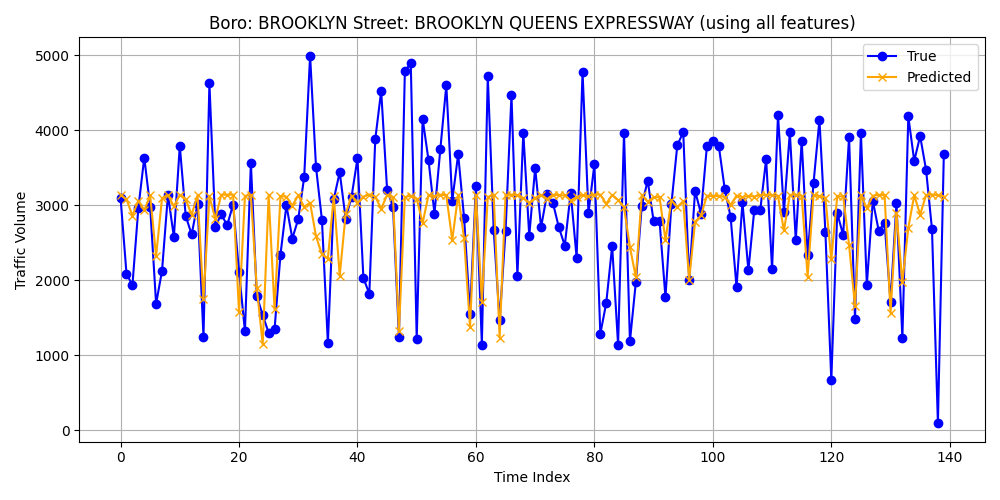 Boro: BROOKLYN Street: BROOKLYN QUEENS EXPRESSWAY (using all features)
True
Predicted
Traffic Volume
5000
4000
3000
2000
1000
0
0 20 40 60 80 100 120 140
Time Index